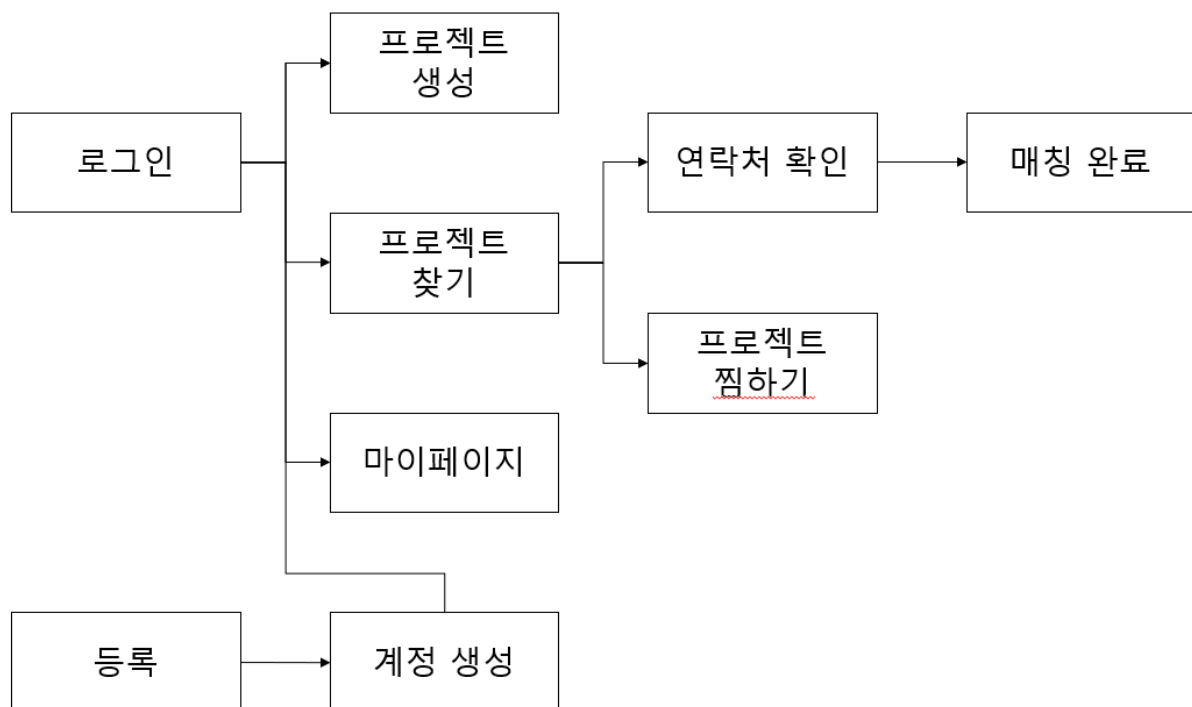 프로젝트
생성
로그인
연락처 확인
매칭 완료
프로젝트
찾기
프로젝트
찜하기
마이페이지
등록
계정 생성